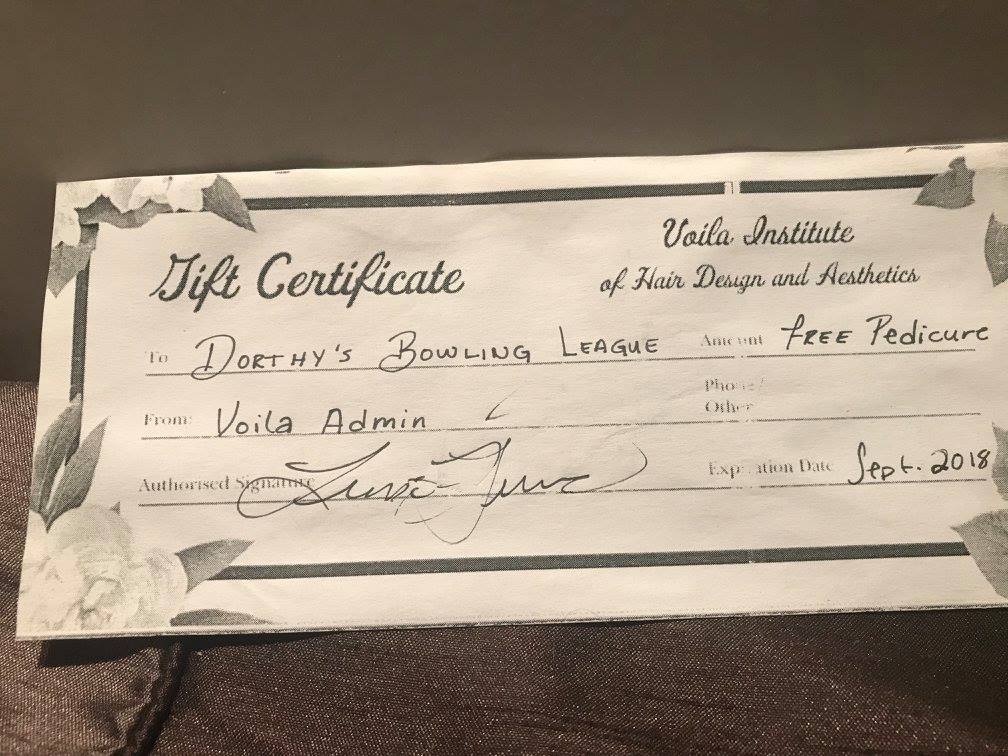 Gift Certificate
Voila Institute
of Hair Design and Aesthetics
To DORTHY'S BOWLING LEAGUE Amount FREE Pedicure
Phone/
Other
From: Voila Admin
Authorised Signature
Expiration Date Sept. 2018